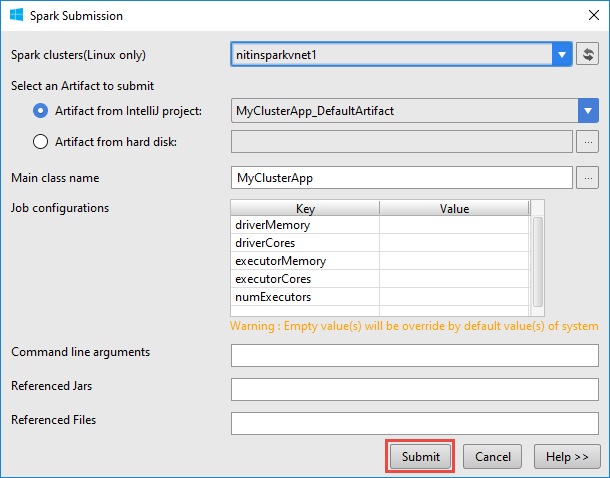 Spark Submission
Spark clusters(Linux only) nitinsparkvnet1
Select an Artifact to submit
Artifact from IntelliJ project: MyClusterApp_DefaultArtifact
Artifact from hard disk: ...
Main class name MyClusterApp ...
Job configurations Key Value
driverMemory
driverCores
executorMemory
executorCores
numExecutors
Warning : Empty value(s) will be override by default value(s) of system
Command line arguments
Referenced Jars
Referenced Files
Submit Cancel Help >>